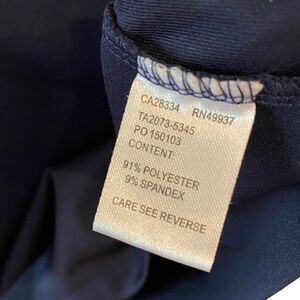 CA28334 RN49937
TA2073-5345
PO 150103
CONTENT:
91% POLYESTER
9% SPANDEX
CARE SEE REVERSE